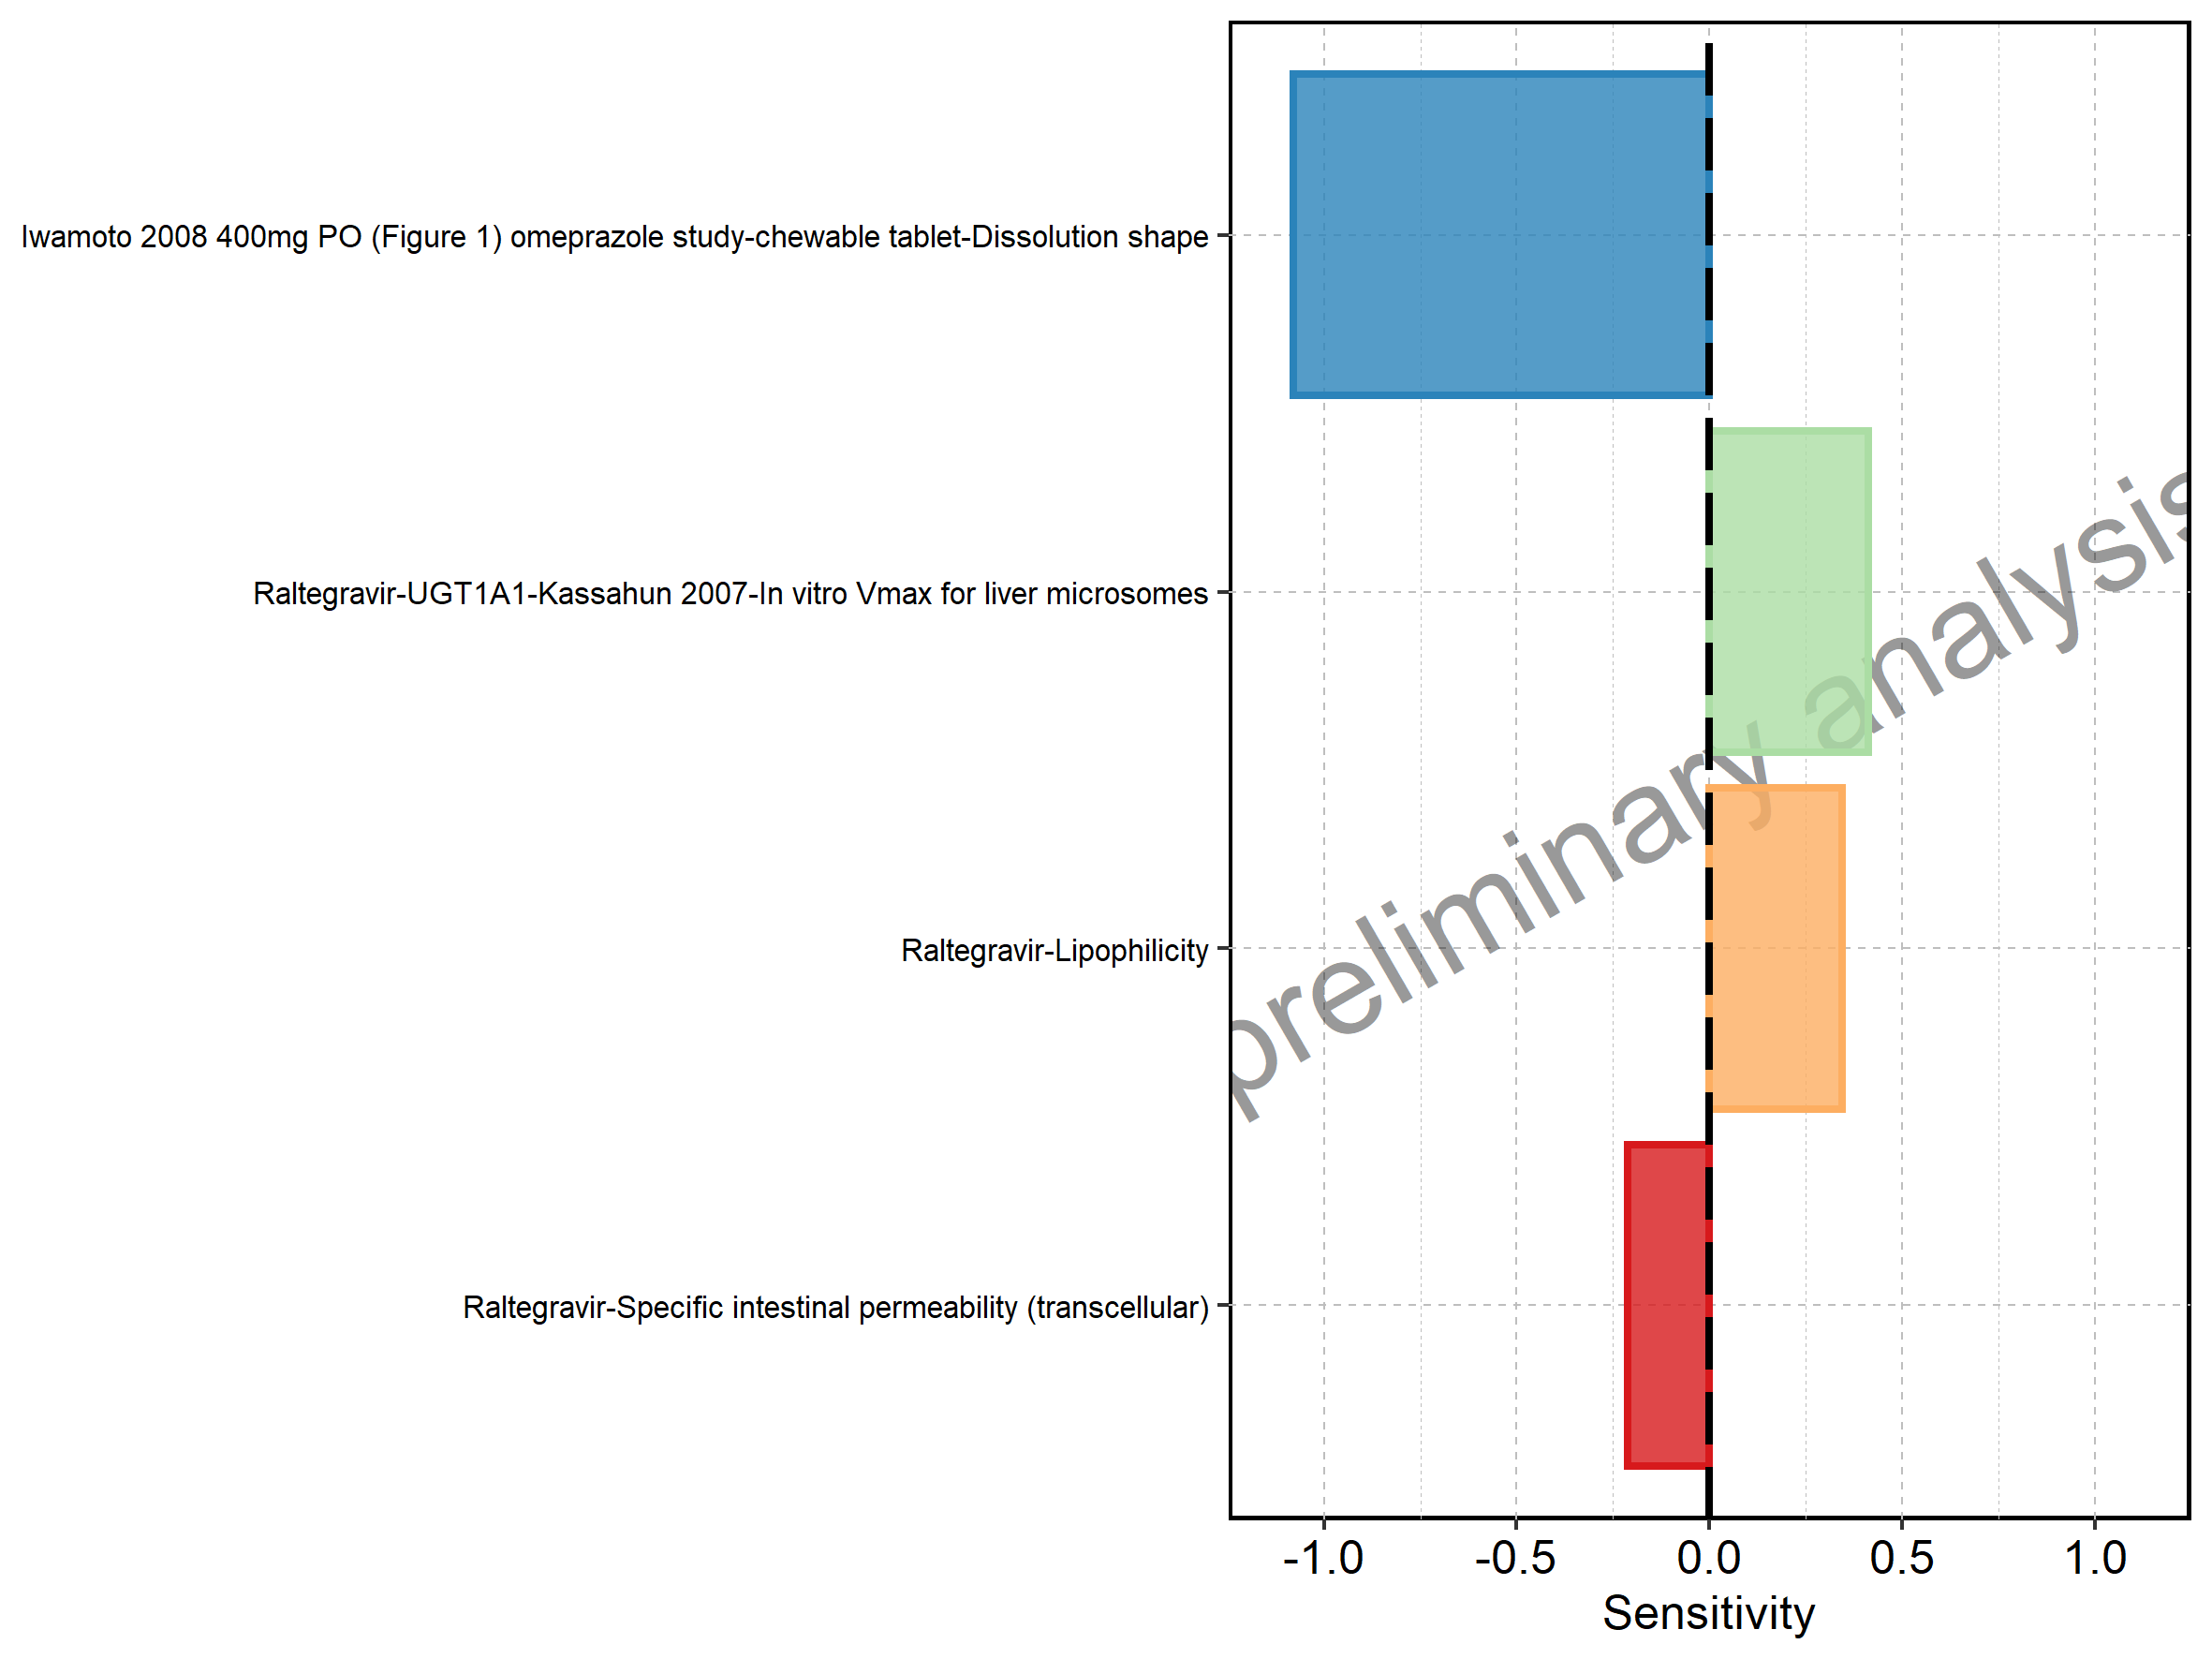 Iwamoto 2008 400mg PO (Figure 1) omeprazole study-chewable tablet-Dissolution shape
Raltegravir-UGT1A1-Kassahun 2007-In vitro Vmax for liver microsomes
Raltegravir-Lipophilicity
Raltegravir-Specific intestinal permeability (transcellular)
preliminary analysis
-1.0 -0.5 0.0 0.5 1.0
Sensitivity